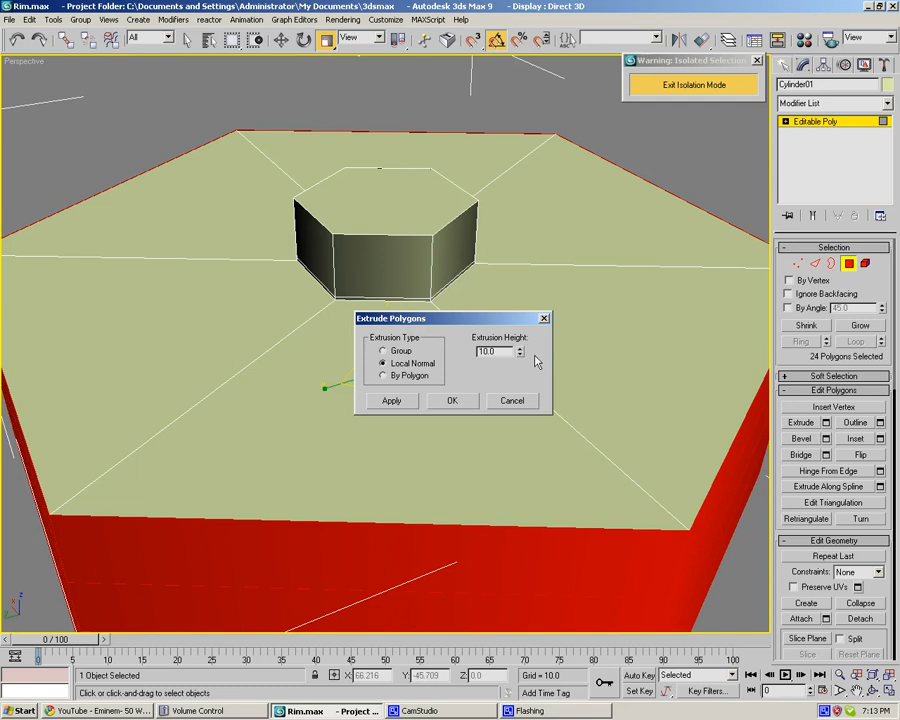 Rim.max - Project Folder: C:\Documents and Settings\Administrator\My Documents\3dsmax - Autodesk 3ds Max 9 - Display : Direct 3D
File Edit Tools Group Views Create Modifiers reactor Animation Graph Editors Rendering Customize MAXScript Help
All View View
Perspective
Warning: Isolated Selection
Exit Isolation Mode
Cylinder01
Modifier List
Editable Poly
Selection
By Vertex
Ignore Backfacing
By Angle: 45.0
Shrink Grow
Ring Loop
24 Polygons Selected
Soft Selection
Edit Polygons
Insert Vertex
Extrude Outline
Bevel Inset
Bridge Flip
Hinge From Edge
Extrude Along Spline
Edit Triangulation
Retriangulate Turn
Edit Geometry
Repeat Last
Constraints: None
Preserve UVs
Create Collapse
Attach Detach
Slice Plane Split
Slice Reset Plane
Extrude Polygons
Extrusion Type
Group
Local Normal
By Polygon
Extrusion Height:
10.0
Apply OK Cancel
z
x
y
0 / 100
0 5 10 15 20 25 30 35 40 45 50 55 60 65 70 75 80 85 90 95 100
1 Object Selected X: 66.216 Y: -45.709 Z: 0.0 Grid = 10.0 Auto Key Selected
Click or click-and-drag to select objects Add Time Tag Set Key Key Filters... 0
Start YouTube - Eminem- 50 W... Volume Control Rim.max - Project ... CamStudio Flashing 7:13 PM